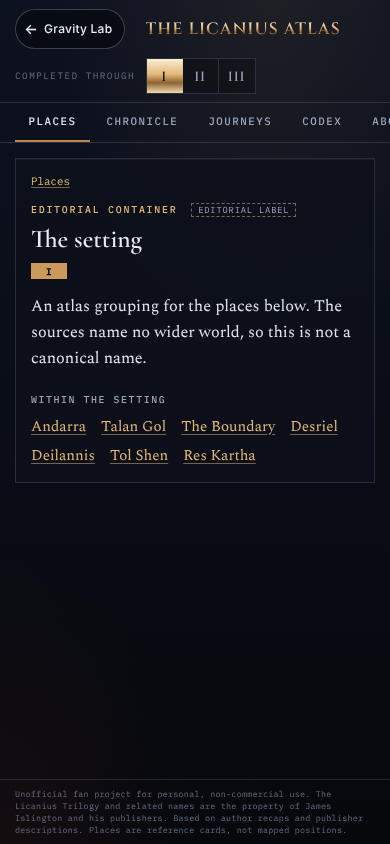 ← Gravity Lab
THE LICANIUS ATLAS
COMPLETED THROUGH
I II III
PLACES CHRONICLE JOURNEYS CODEX
Places
EDITORIAL CONTAINER EDITORIAL LABEL
The setting
I
An atlas grouping for the places below. The
sources name no wider world, so this is not a
canonical name.
WITHIN THE SETTING
Andarra Talan Gol The Boundary Desriel
Deilannis Tol Shen Res Kartha
Unofficial fan project for personal, non-commercial use. The
Licanius Trilogy and related names are the property of James
Islington and his publishers. Based on author recaps and publisher
descriptions. Places are reference cards, not mapped positions.